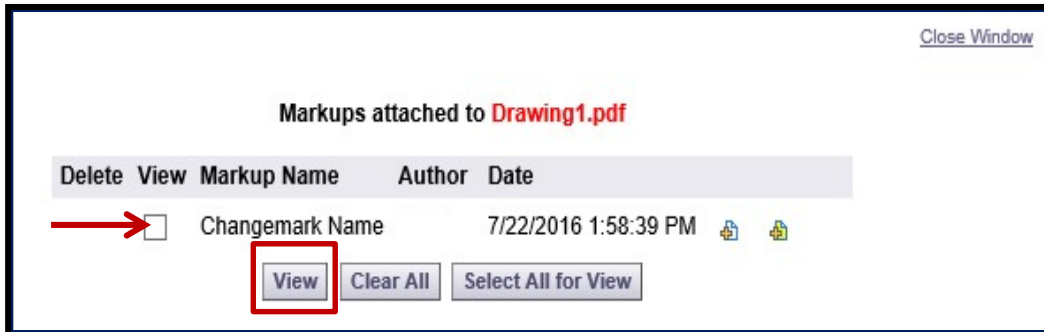 Close Window
Markups attached to Drawing1.pdf
Delete View Markup Name Author Date
Changemark Name 7/22/2016 1:58:39 PM
View Clear All Select All for View